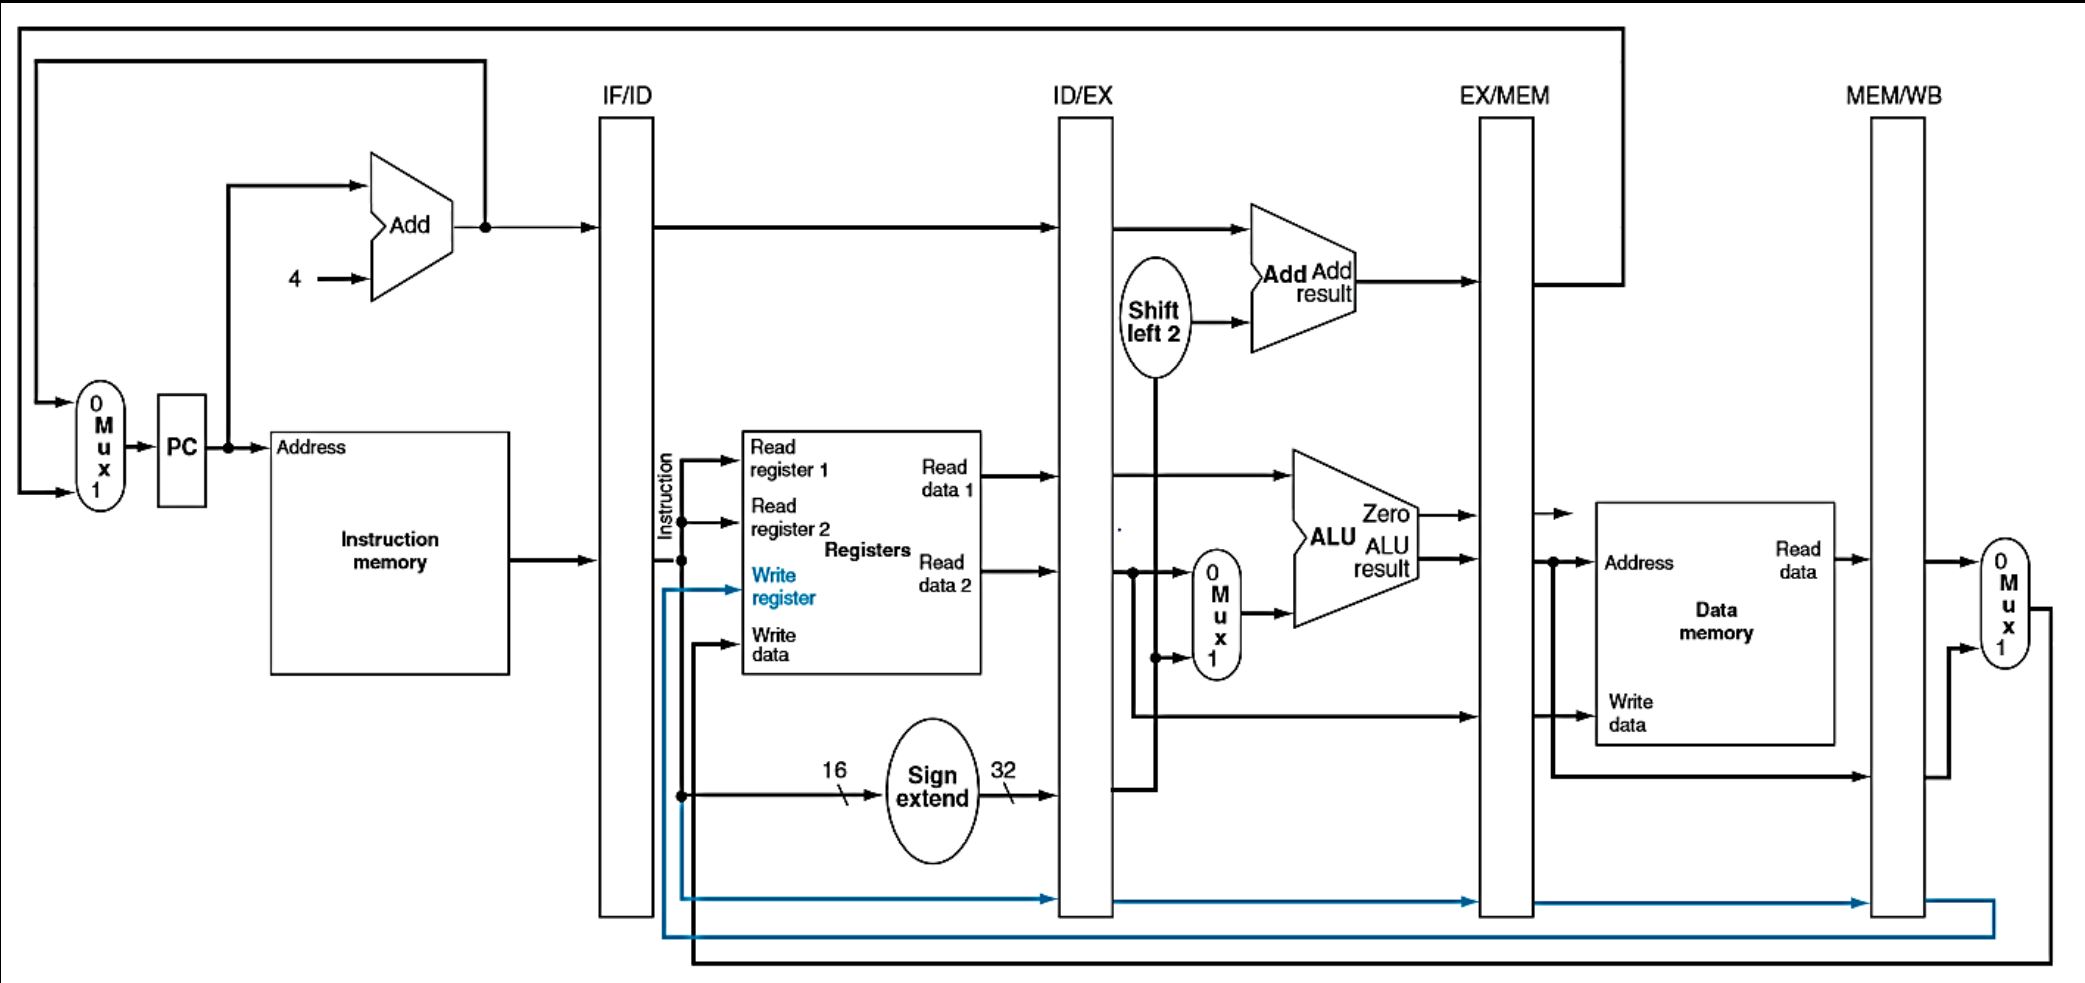 IF/ID
ID/EX
EX/MEM
MEM/WB
Add
4
Shift
left 2
Add
Add
result
0
M
u
x
1
PC
Address
Instruction
memory
Instruction
Read
register 1
Read
register 2
Registers
Write
register
Write
data
Read
data 1
Read
data 2
0
M
u
x
1
Zero
ALU
ALU
result
Address
Read
data
Data
memory
Write
data
0
M
u
x
1
16
Sign
extend
32